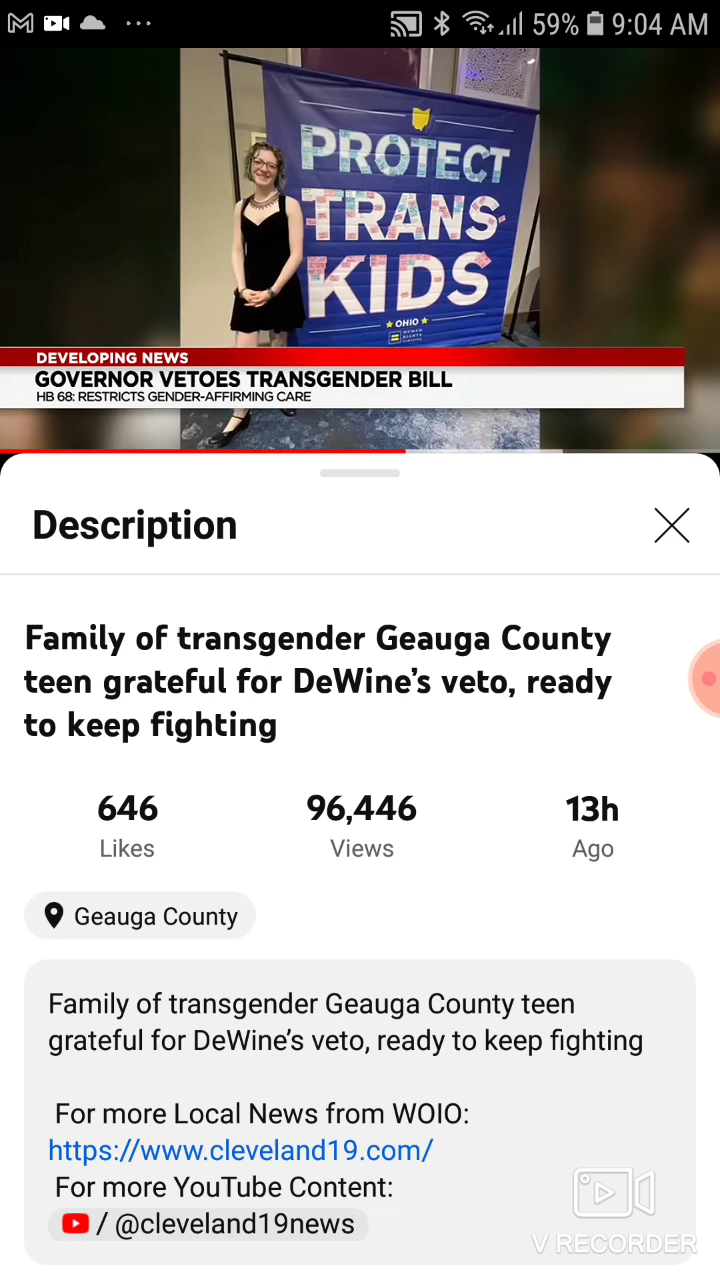 59% 9:04 AM
PROTECT
TRANS
KIDS
OHIO
HUMAN
RIGHTS
CAMPAIGN
DEVELOPING NEWS
GOVERNOR VETOES TRANSGENDER BILL
HB 68: RESTRICTS GENDER-AFFIRMING CARE
Description
Family of transgender Geauga County
teen grateful for DeWine’s veto, ready
to keep fighting
646 96,446 13h
Likes Views Ago
Geauga County
Family of transgender Geauga County teen
grateful for DeWine’s veto, ready to keep fighting
For more Local News from WOIO:
https://www.cleveland19.com/
For more YouTube Content:
/ @cleveland19news
V RECORDER